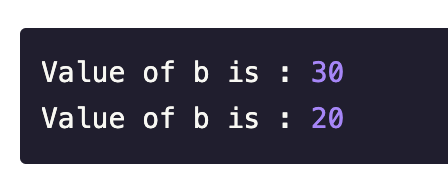 Value of b is : 30
Value of b is : 20